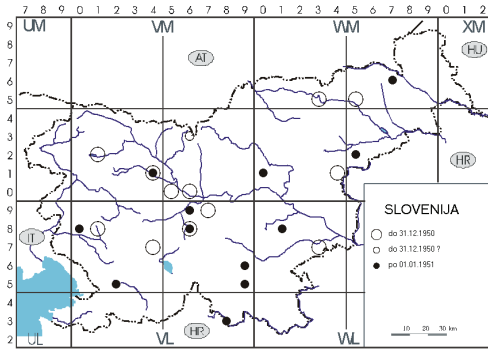 7 8 9 0 1 2 3 4 5 6 7 8 9 0 1 2 3 4 5 6 7 8 9 0 1 2
9 UM VM WM XM
8
7 AT HU
6
5
4
3
2 HR
1
0
9 SLOVENIJA
8 IT do 31.12.1950
7 do 31.12.1950 ?
6 po 01.01.1951
5
4
3 HR 10 20 30 km
2 UL VL WL